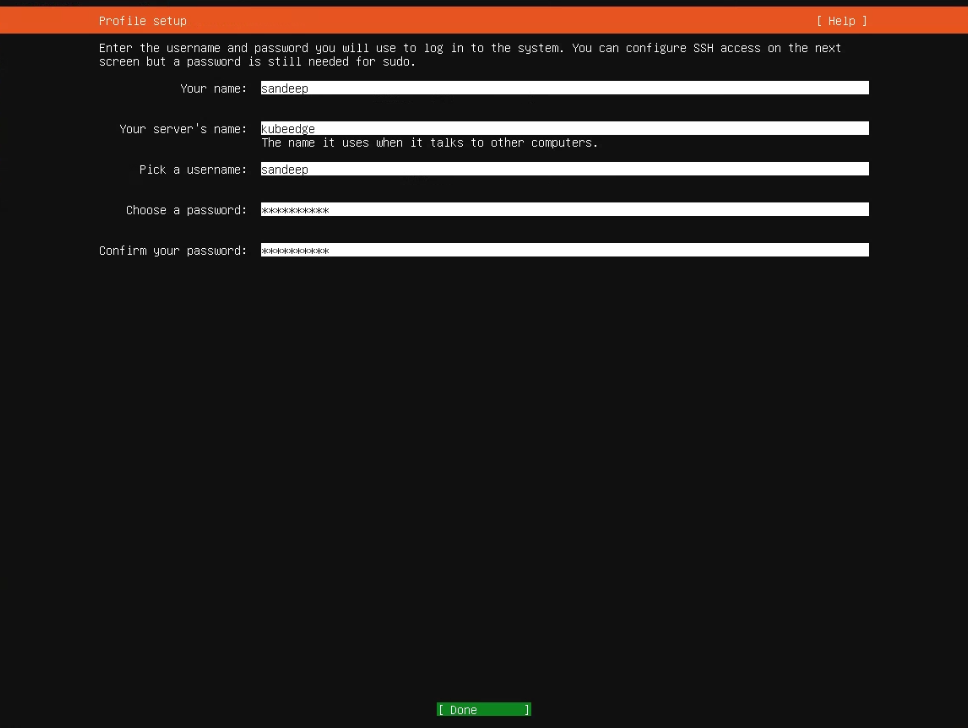 Profile setup [ Help ]
Enter the username and password you will use to log in to the system. You can configure SSH access on the next
screen but a password is still needed for sudo.
Your name: sandeep
Your server's name: kubeedge
The name it uses when it talks to other computers.
Pick a username: sandeep
Choose a password: **********
Confirm your password: **********
[ Done ]